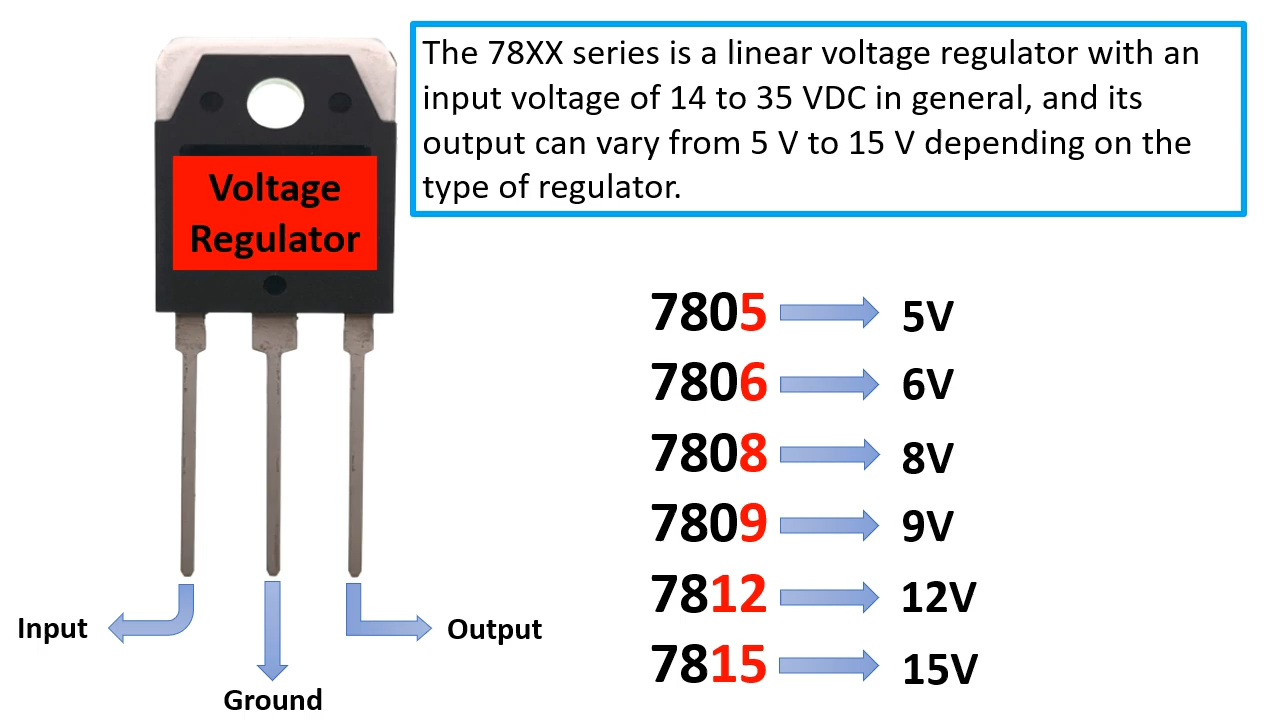 The 78XX series is a linear voltage regulator with an
input voltage of 14 to 35 VDC in general, and its
output can vary from 5 V to 15 V depending on the
type of regulator.
Voltage
Regulator
7805 5V
7806 6V
7808 8V
7809 9V
7812 12V
7815 15V
Input
Output
Ground